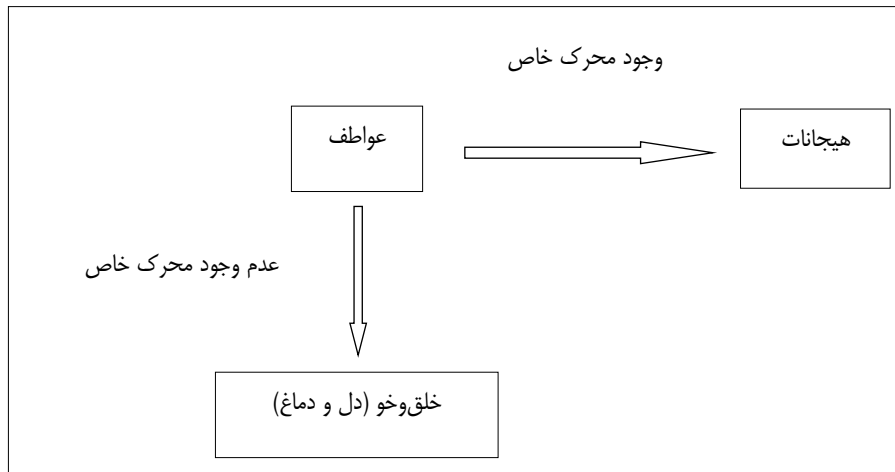 وجود محرک خاص
هیجانات
عواطف
عدم وجود محرک خاص
خلق‌وخو (دل و دماغ)